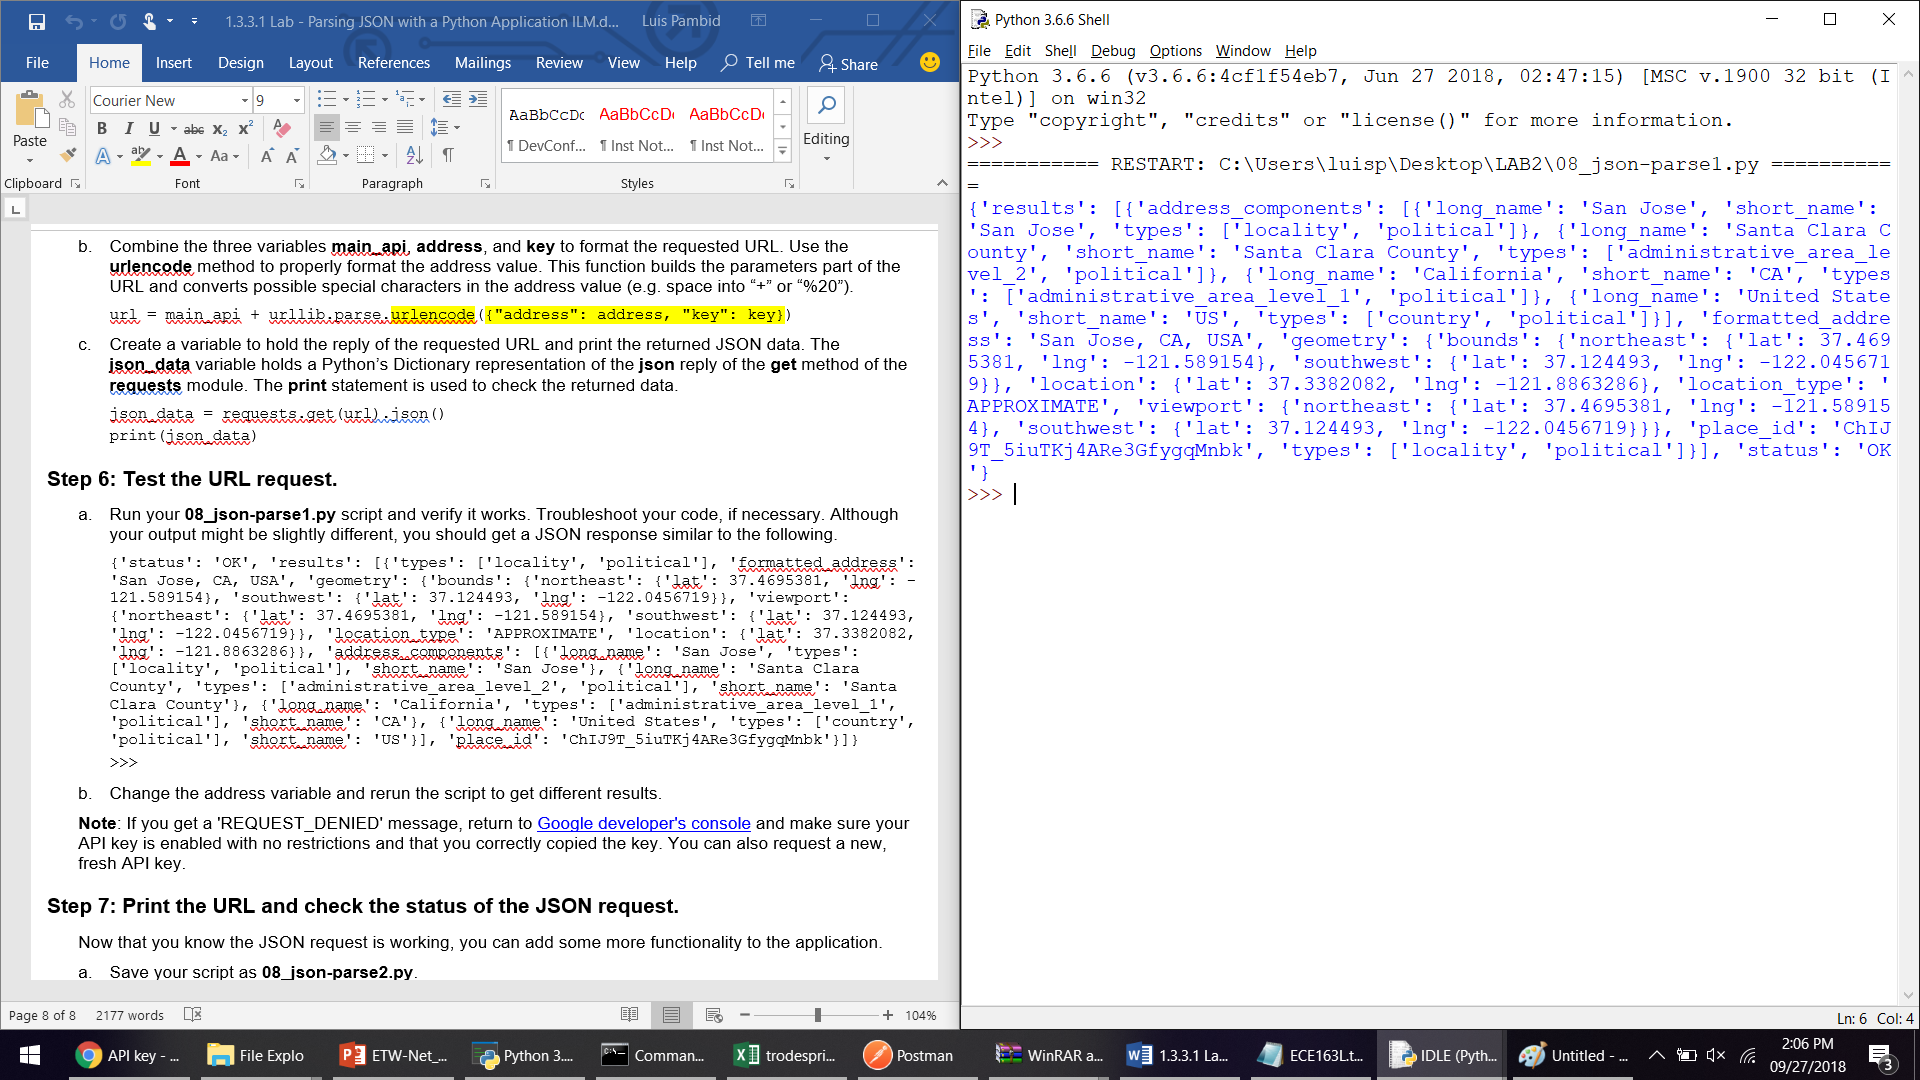 1.3.3.1 Lab - Parsing JSON with a Python Application ILM.d...
Luis Pambid
File Home Insert Design Layout References Mailings Review View Help Tell me Share
Paste
Courier New 9
B I U abc x₂ x²
A aby A Aa A A
AaBbCcDc AaBbCcDı AaBbCcDı
¶ DevConf... ¶ Inst Not... ¶ Inst Not...
Editing
Clipboard Font Paragraph Styles
L
b. Combine the three variables main_api, address, and key to format the requested URL. Use the
urlencode method to properly format the address value. This function builds the parameters part of the
URL and converts possible special characters in the address value (e.g. space into “+” or “%20”).
url = main_api + urllib.parse.urlencode({"address": address, "key": key})
c. Create a variable to hold the reply of the requested URL and print the returned JSON data. The
json_data variable holds a Python’s Dictionary representation of the json reply of the get method of the
requests module. The print statement is used to check the returned data.
json_data = requests.get(url).json()
print(json_data)
Step 6: Test the URL request.
a. Run your 08_json-parse1.py script and verify it works. Troubleshoot your code, if necessary. Although
your output might be slightly different, you should get a JSON response similar to the following.
{'status': 'OK', 'results': [{'types': ['locality', 'political'], 'formatted_address':
'San Jose, CA, USA', 'geometry': {'bounds': {'northeast': {'lat': 37.4695381, 'lng': -
121.589154}, 'southwest': {'lat': 37.124493, 'lng': -122.0456719}}, 'viewport':
{'northeast': {'lat': 37.4695381, 'lng': -121.589154}, 'southwest': {'lat': 37.124493,
'lng': -122.0456719}}, 'location_type': 'APPROXIMATE', 'location': {'lat': 37.3382082,
'lng': -121.8863286}}, 'address_components': [{'long_name': 'San Jose', 'types':
['locality', 'political'], 'short_name': 'San Jose'}, {'long_name': 'Santa Clara
County', 'types': ['administrative_area_level_2', 'political'], 'short_name': 'Santa
Clara County'}, {'long_name': 'California', 'types': ['administrative_area_level_1',
'political'], 'short_name': 'CA'}, {'long_name': 'United States', 'types': ['country',
'political'], 'short_name': 'US'}], 'place_id': 'ChIJ9T_5iuTKj4ARe3GfygqMnbk'}]}
>>>
b. Change the address variable and rerun the script to get different results.
Note: If you get a 'REQUEST_DENIED' message, return to Google developer's console and make sure your
API key is enabled with no restrictions and that you correctly copied the key. You can also request a new,
fresh API key.
Step 7: Print the URL and check the status of the JSON request.
Now that you know the JSON request is working, you can add some more functionality to the application.
a. Save your script as 08_json-parse2.py.
Page 8 of 8 2177 words 104%
Python 3.6.6 Shell
File Edit Shell Debug Options Window Help
Python 3.6.6 (v3.6.6:4cf1f54eb7, Jun 27 2018, 02:47:15) [MSC v.1900 32 bit (I
ntel)] on win32
Type "copyright", "credits" or "license()" for more information.
>>>
=========== RESTART: C:\Users\luisp\Desktop\LAB2\08_json-parse1.py ==========
=
{'results': [{'address_components': [{'long_name': 'San Jose', 'short_name':
'San Jose', 'types': ['locality', 'political']}, {'long_name': 'Santa Clara C
ounty', 'short_name': 'Santa Clara County', 'types': ['administrative_area_le
vel_2', 'political']}, {'long_name': 'California', 'short_name': 'CA', 'types
': ['administrative_area_level_1', 'political']}, {'long_name': 'United State
s', 'short_name': 'US', 'types': ['country', 'political']}], 'formatted_addre
ss': 'San Jose, CA, USA', 'geometry': {'bounds': {'northeast': {'lat': 37.469
5381, 'lng': -121.589154}, 'southwest': {'lat': 37.124493, 'lng': -122.045671
9}}, 'location': {'lat': 37.3382082, 'lng': -121.8863286}, 'location_type': '
APPROXIMATE', 'viewport': {'northeast': {'lat': 37.4695381, 'lng': -121.58915
4}, 'southwest': {'lat': 37.124493, 'lng': -122.0456719}}}, 'place_id': 'ChIJ
9T_5iuTKj4ARe3GfygqMnbk', 'types': ['locality', 'political']}], 'status': 'OK
'}
>>>
Ln: 6 Col: 4
API key - ... File Explo ETW-Net_... Python 3.... Comman... trodespri... Postman WinRAR a... 1.3.3.1 La... ECE163L.t... IDLE (Pyth... Untitled - ...
2:06 PM
09/27/2018
3